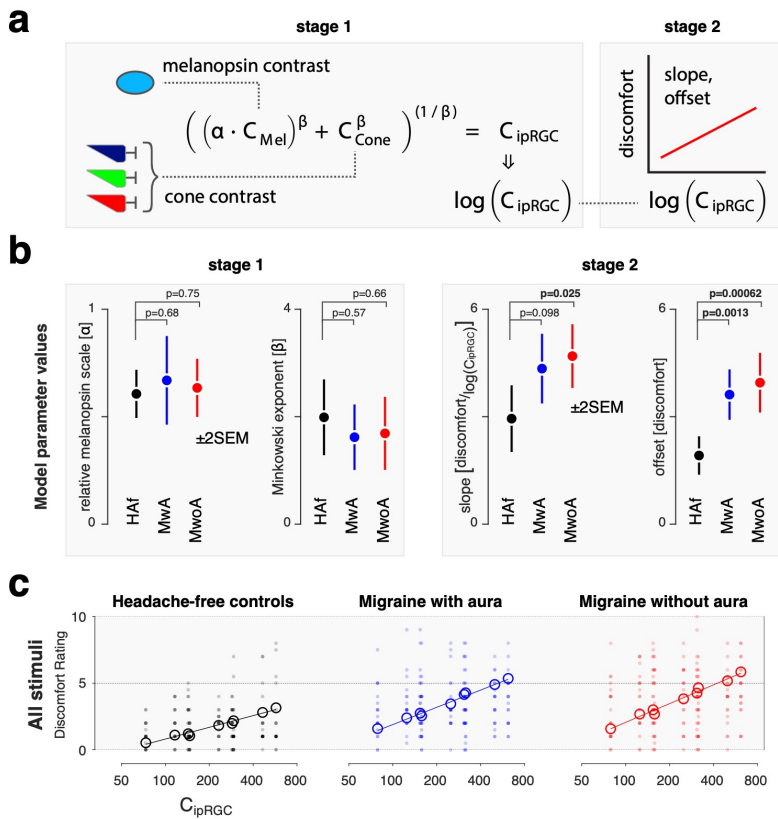 a
stage 1
stage 2
melanopsin contrast
( ( α · C Mel ) β + C β Cone ) (1 / β) = C ipRGC
⇓
cone contrast
log ( C ipRGC )
discomfort
slope,
offset
log ( C ipRGC )
b
stage 1
stage 2
Model parameter values
relative melanopsin scale [α]
1
0
p=0.75
p=0.68
±2SEM
HAf
MwA
MwoA
Minkowski exponent [β]
4
0
p=0.66
p=0.57
HAf
MwA
MwoA
slope [discomfort/log(CipRGC)]
6
0
p=0.025
p=0.098
±2SEM
HAf
MwA
MwoA
offset [discomfort]
6
0
p=0.00062
p=0.0013
HAf
MwA
MwoA
c
Headache-free controls
Migraine with aura
Migraine without aura
All stimuli
Discomfort Rating
10
5
0
50 100 200 400 800
50 100 200 400 800
50 100 200 400 800
CipRGC